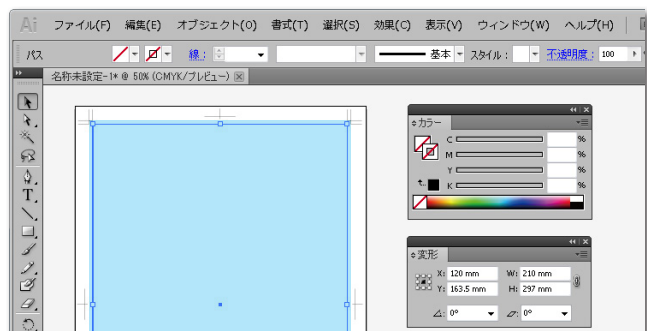 Ai ファイル(F) 編集(E) オブジェクト(O) 書式(T) 選択(S) 効果(C) 表示(V) ウィンドウ(W) ヘルプ(H)
パス 線: 基本 スタイル: 不透明度: 100
名称未設定-1* @ 50% (CMYK/プレビュー)
カラー
C %
M %
Y %
K %
変形
X: 120 mm W: 210 mm
Y: 163.5 mm H: 297 mm
0° 0°
T